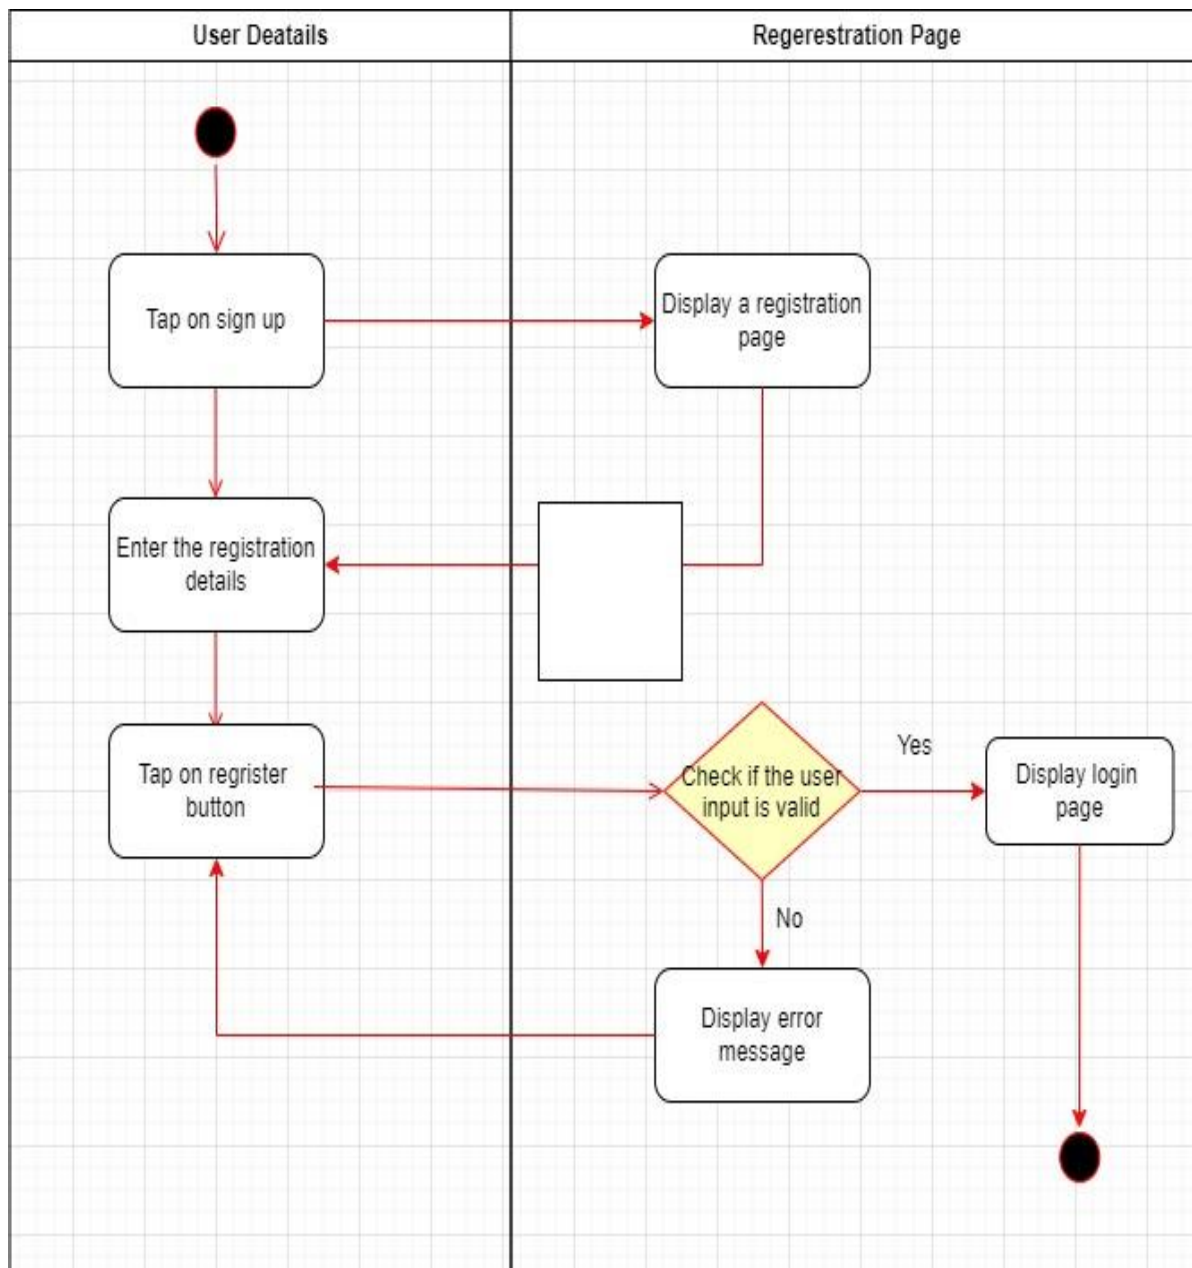 User Deatails
Regerestration Page
Tap on sign up
Display a registration
page
Enter the registration
details
Tap on regrister
button
Check if the user
input is valid
Yes
Display login
page
No
Display error
message